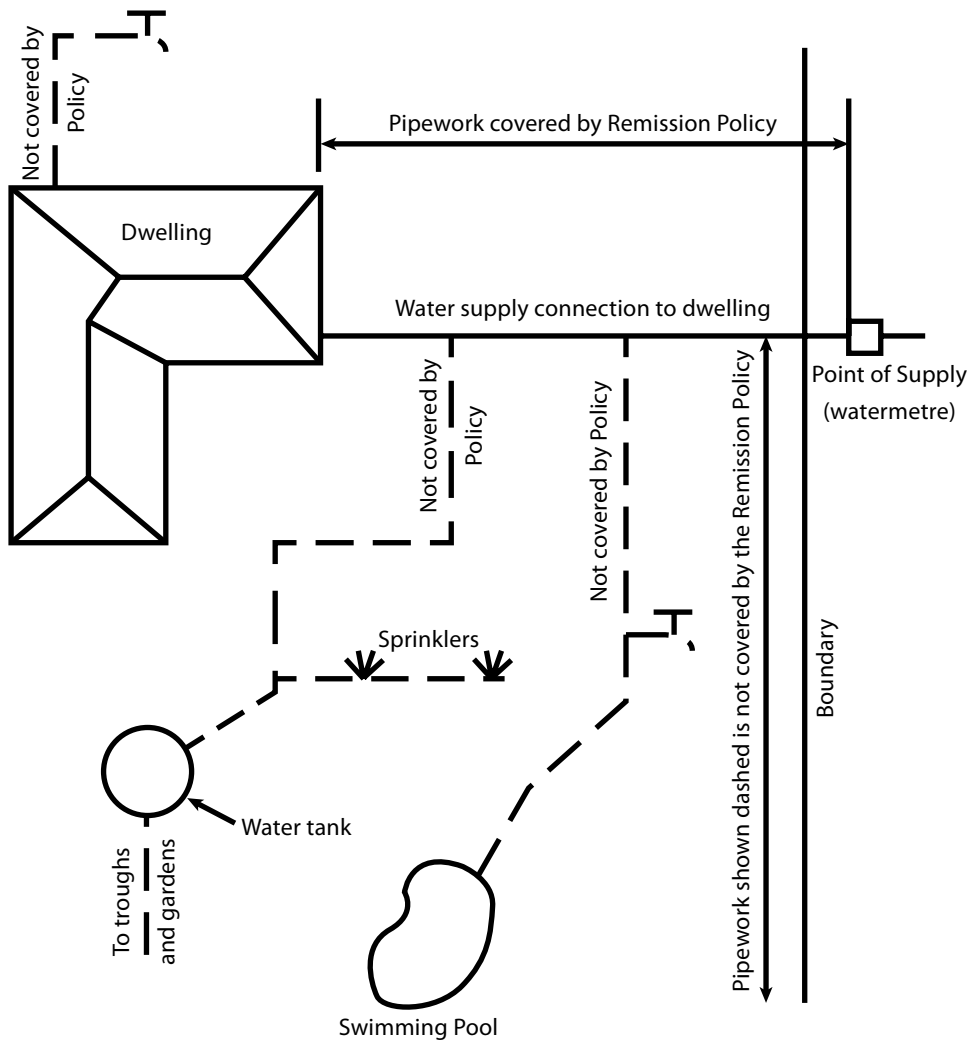 Not covered by
Policy
Pipework covered by Remission Policy
Dwelling
Water supply connection to dwelling
Point of Supply
(watermetre)
Not covered by
Policy
Not covered by Policy
Pipework shown dashed is not covered by the Remission Policy
Boundary
Sprinklers
Water tank
To troughs
and gardens
Swimming Pool